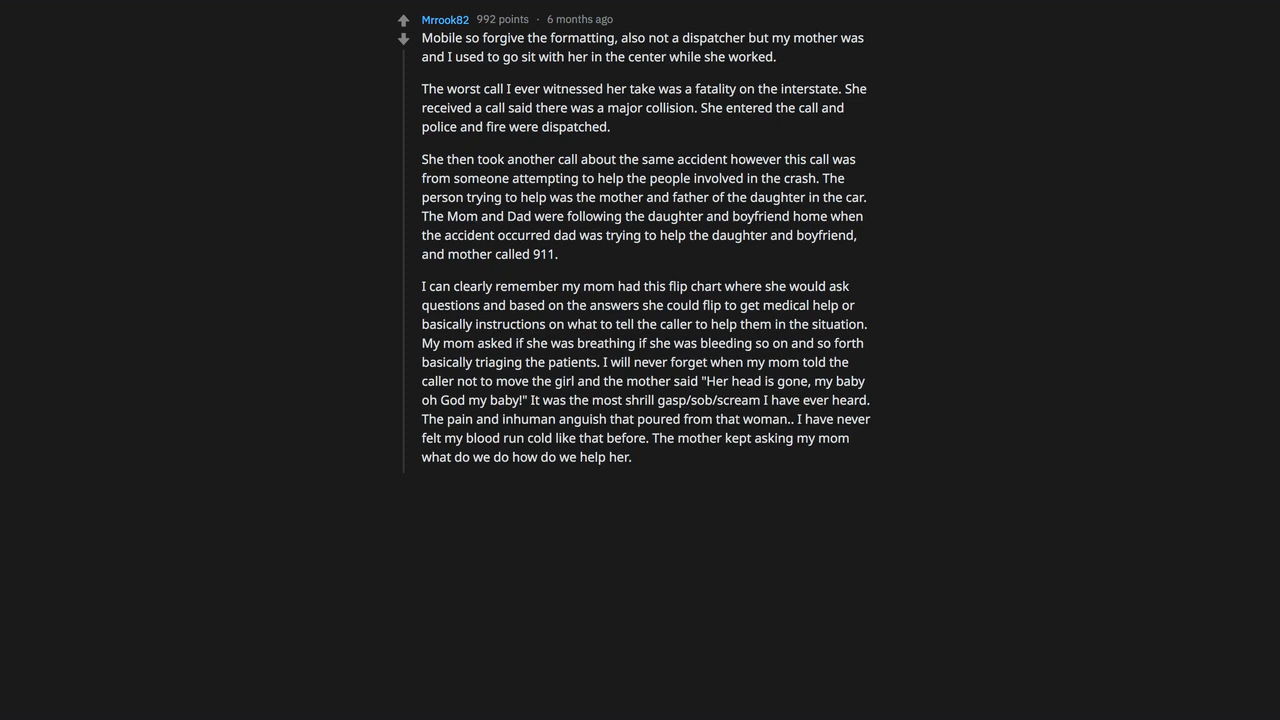 Mrrook82 992 points · 6 months ago
Mobile so forgive the formatting, also not a dispatcher but my mother was
and I used to go sit with her in the center while she worked.
The worst call I ever witnessed her take was a fatality on the interstate. She
received a call said there was a major collision. She entered the call and
police and fire were dispatched.
She then took another call about the same accident however this call was
from someone attempting to help the people involved in the crash. The
person trying to help was the mother and father of the daughter in the car.
The Mom and Dad were following the daughter and boyfriend home when
the accident occurred dad was trying to help the daughter and boyfriend,
and mother called 911.
I can clearly remember my mom had this flip chart where she would ask
questions and based on the answers she could flip to get medical help or
basically instructions on what to tell the caller to help them in the situation.
My mom asked if she was breathing if she was bleeding so on and so forth
basically triaging the patients. I will never forget when my mom told the
caller not to move the girl and the mother said "Her head is gone, my baby
oh God my baby!" It was the most shrill gasp/sob/scream I have ever heard.
The pain and inhuman anguish that poured from that woman.. I have never
felt my blood run cold like that before. The mother kept asking my mom
what do we do how do we help her.